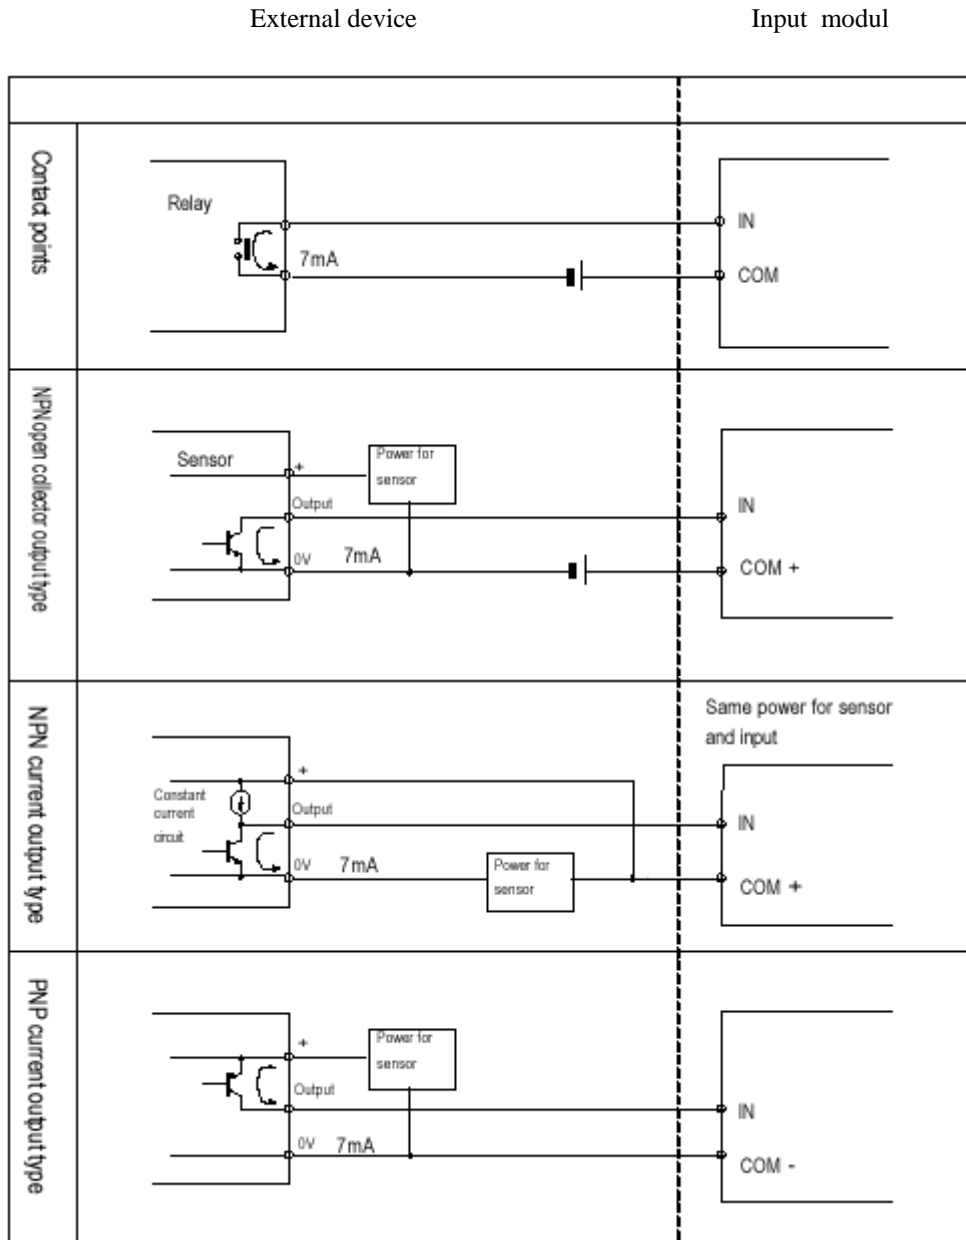 External device Input modul
Contact points
Relay
7mA
IN
COM
NPN open collector output type
Sensor
+
Power for
sensor
Output
0V 7mA
IN
COM +
NPN current output type
Same power for sensor
and input
+
Constant
current
circuit
Output
0V 7mA
Power for
sensor
IN
COM +
PNP current output type
+
Power for
sensor
Output
0V 7mA
IN
COM -